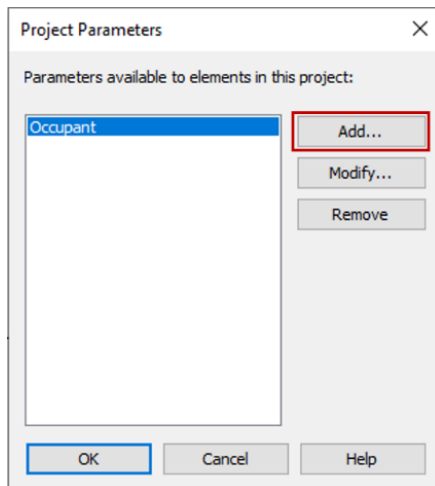 Project Parameters
Parameters available to elements in this project:
Occupant
Add...
Modify...
Remove
OK Cancel Help